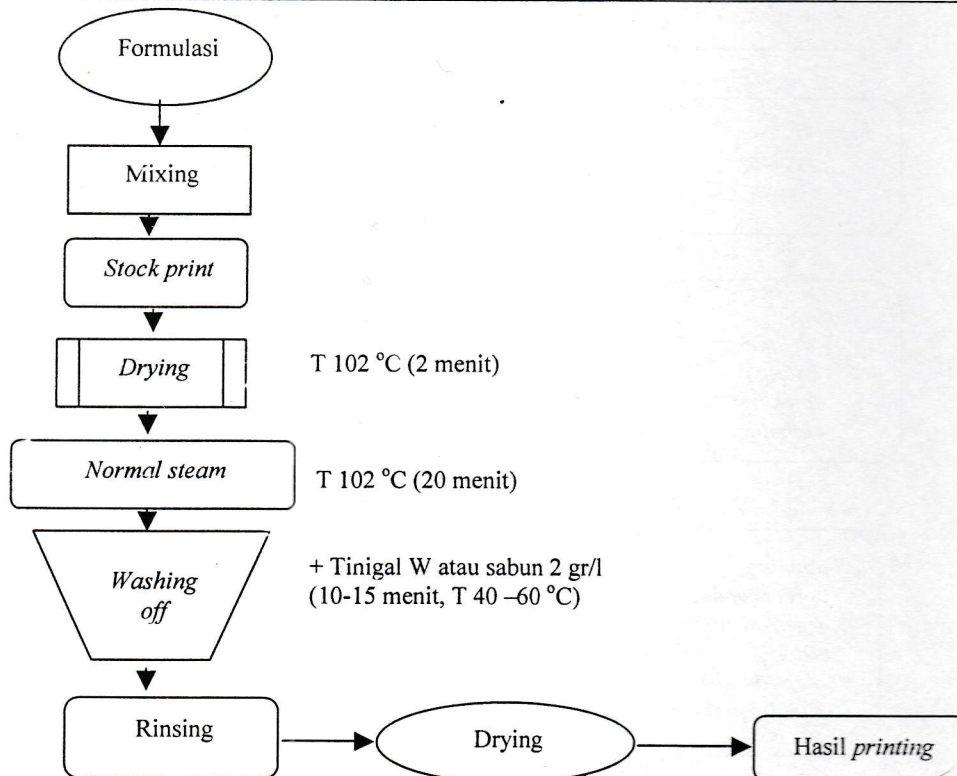 Formulasi
Mixing
Stock print
Drying
T 102 °C (2 menit)
Normal steam
T 102 °C (20 menit)
Washing
off
+ Tinigal W atau sabun 2 gr/l
(10-15 menit, T 40 –60 °C)
Rinsing
Drying
Hasil printing